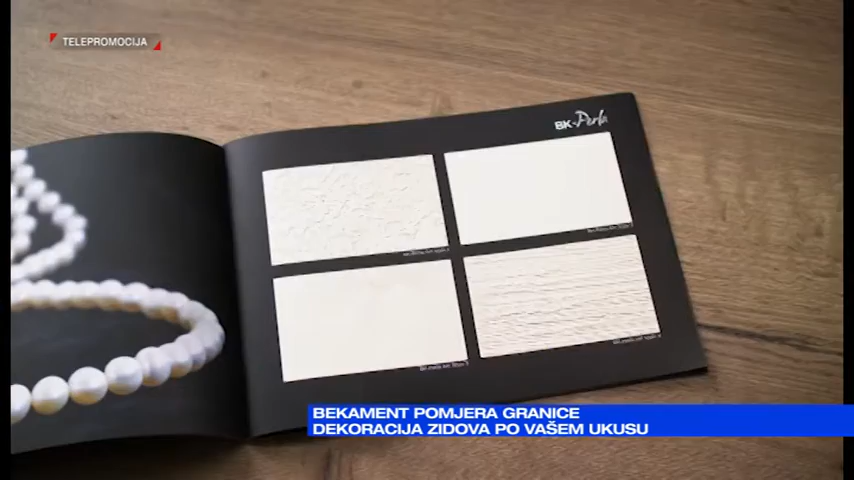 TELEPROMOCIJA
BK-Perla
BEKAMENT POMJERA GRANICE
DEKORACIJA ZIDOVA PO VAŠEM UKUSU